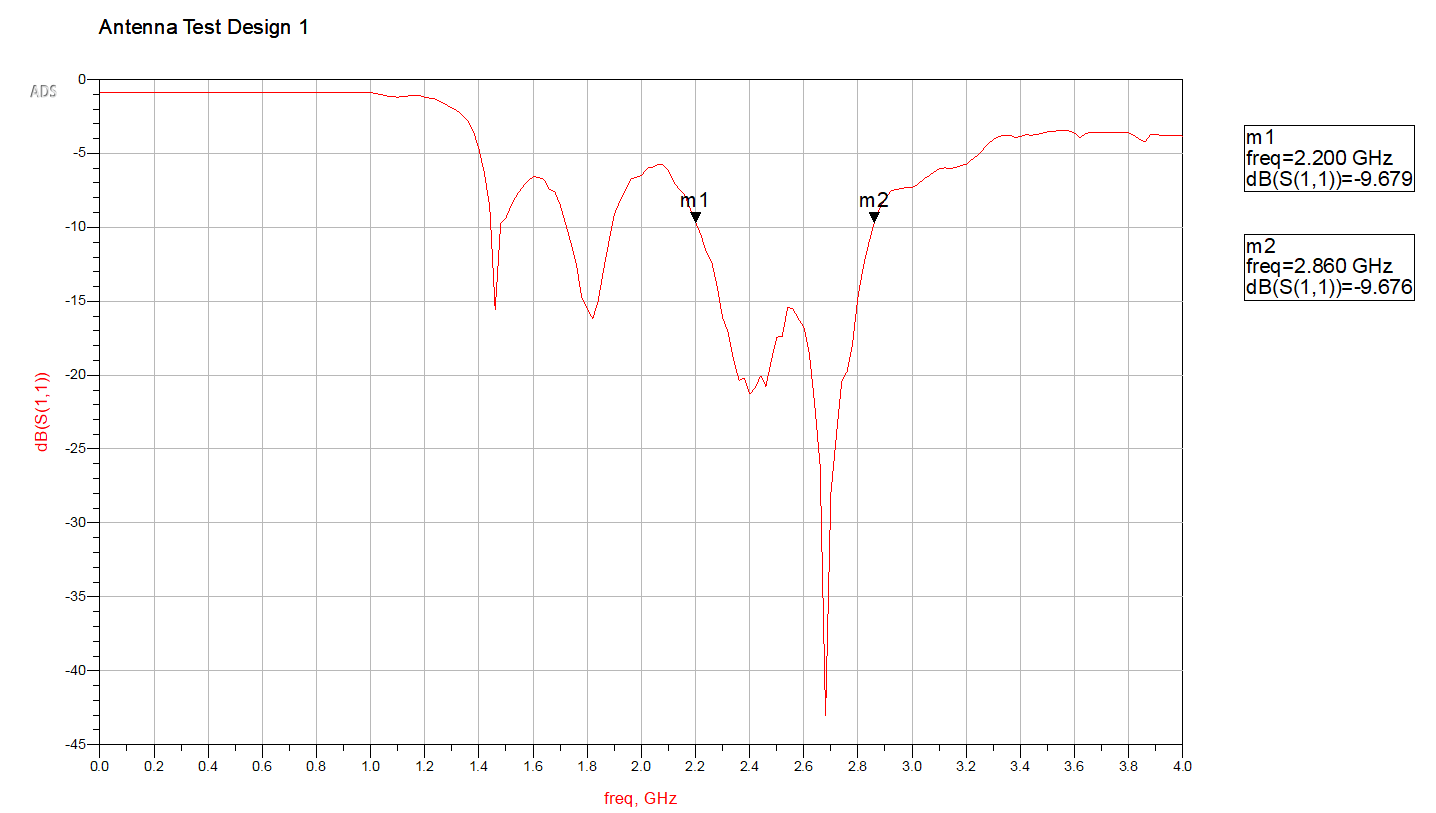 Antenna Test Design 1
ADS
0
-5
-10
-15
-20
-25
-30
-35
-40
-45
dB(S(1,1))
m1
m2
0.0 0.2 0.4 0.6 0.8 1.0 1.2 1.4 1.6 1.8 2.0 2.2 2.4 2.6 2.8 3.0 3.2 3.4 3.6 3.8 4.0
freq, GHz
m1
freq=2.200 GHz
dB(S(1,1))=-9.679
m2
freq=2.860 GHz
dB(S(1,1))=-9.676